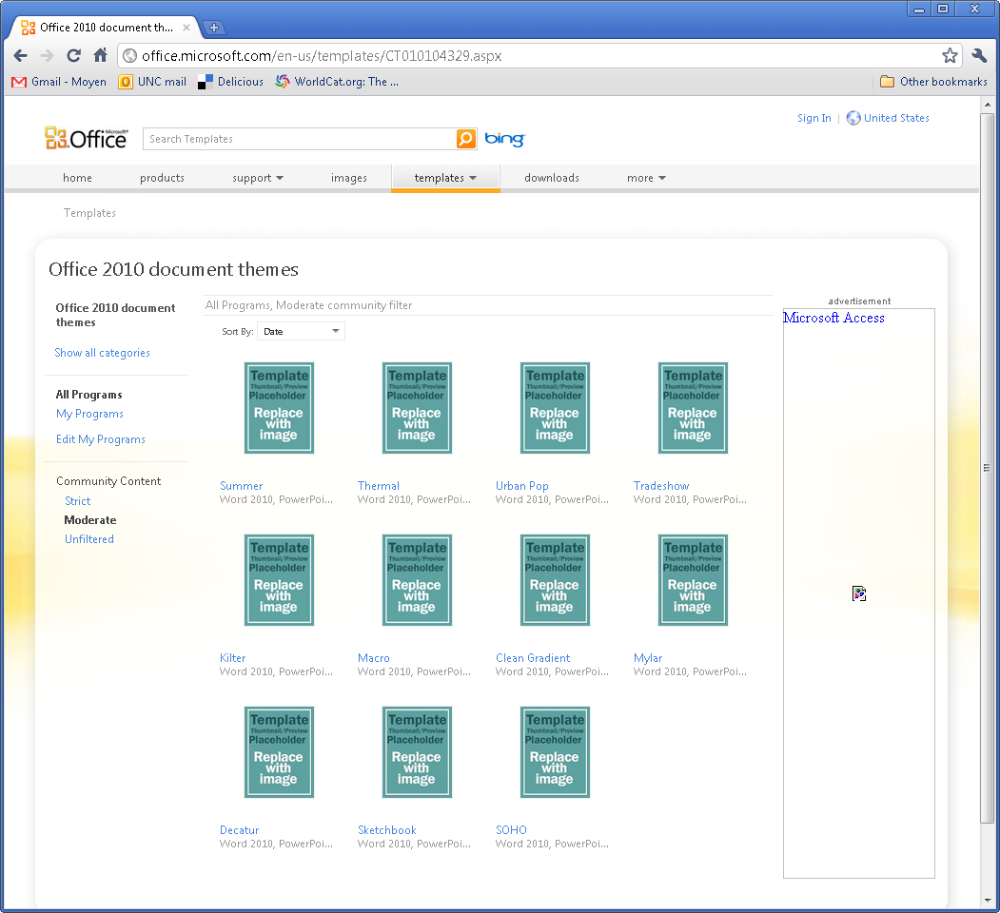 Office 2010 document th...
office.microsoft.com/en-us/templates/CT010104329.aspx
Gmail - Moyen UNC mail Delicious WorldCat.org: The ... Other bookmarks
Sign In | United States
Microsoft
Office Search Templates bing
home products support images templates downloads more
Templates
Office 2010 document themes
Office 2010 document
themes
Show all categories
All Programs
My Programs
Edit My Programs
Community Content
Strict
Moderate
Unfiltered
All Programs, Moderate community filter
Sort By: Date
Template Template Template Template
Thumbnail/Preview Thumbnail/Preview Thumbnail/Preview Thumbnail/Preview
Placeholder Placeholder Placeholder Placeholder
Replace Replace Replace Replace
with with with with
image image image image
Summer Thermal Urban Pop Tradeshow
Word 2010, PowerPoi... Word 2010, PowerPoi... Word 2010, PowerPoi... Word 2010, PowerPoi...
Template Template Template Template
Thumbnail/Preview Thumbnail/Preview Thumbnail/Preview Thumbnail/Preview
Placeholder Placeholder Placeholder Placeholder
Replace Replace Replace Replace
with with with with
image image image image
Kilter Macro Clean Gradient Mylar
Word 2010, PowerPoi... Word 2010, PowerPoi... Word 2010, PowerPoi... Word 2010, PowerPoi...
Template Template Template
Thumbnail/Preview Thumbnail/Preview Thumbnail/Preview
Placeholder Placeholder Placeholder
Replace Replace Replace
with with with
image image image
Decatur Sketchbook SOHO
Word 2010, PowerPoi... Word 2010, PowerPoi... Word 2010, PowerPoi...
advertisement
Microsoft Access